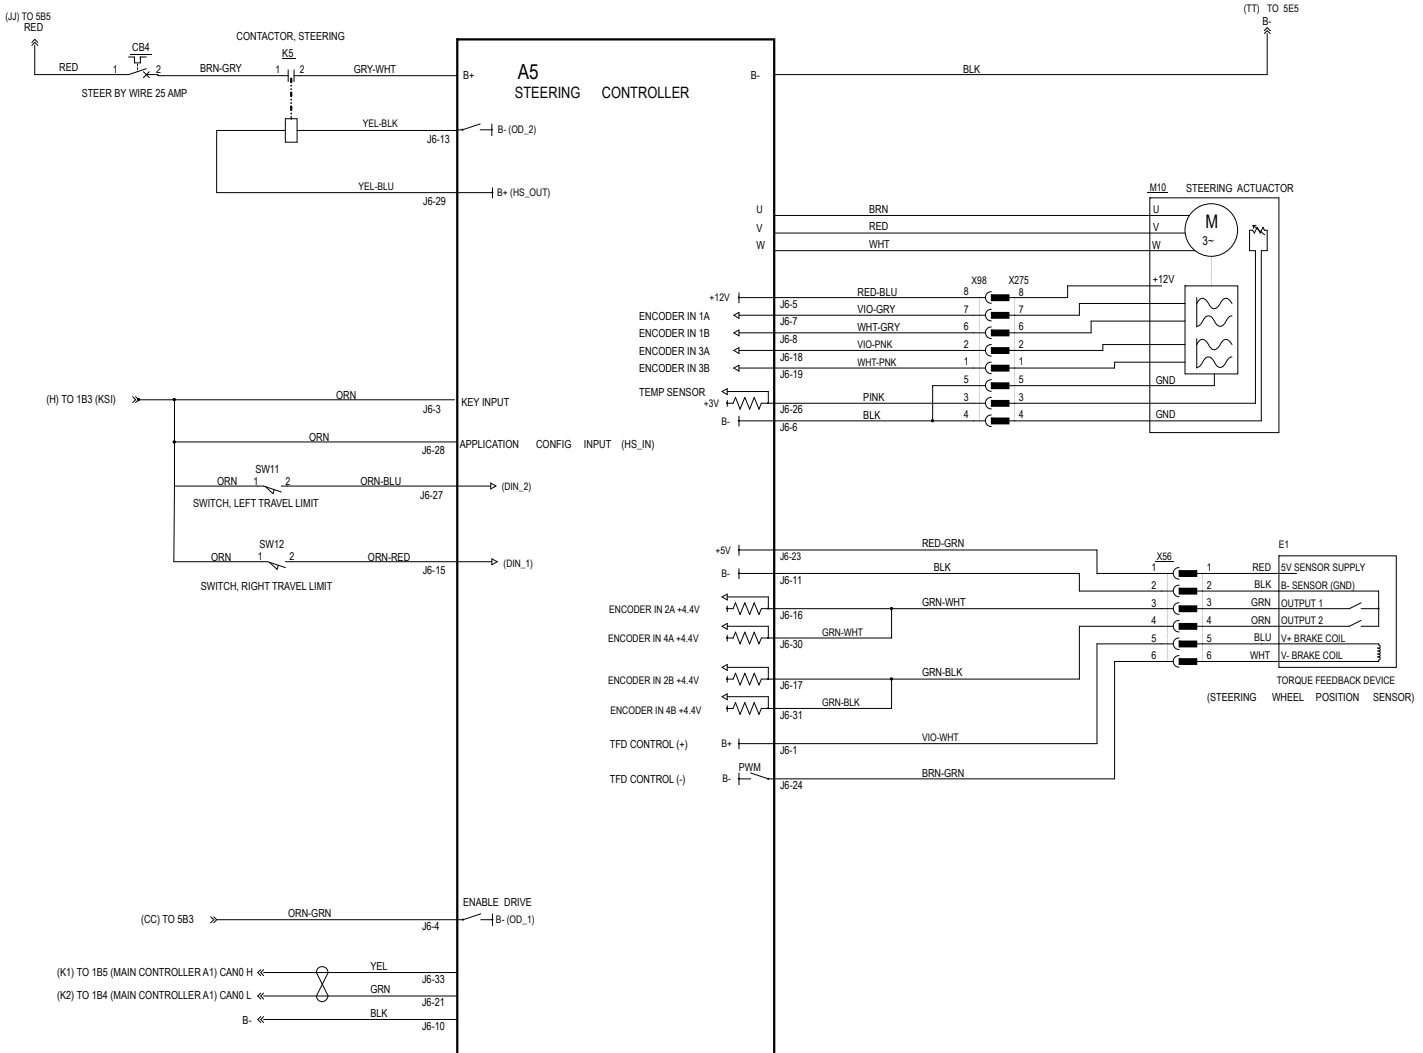 (JJ) TO 5B5
RED
(TT) TO 5E5
B-
CONTACTOR, STEERING
CB4
K5
RED 1 2 BRN-GRY 1 2 GRY-WHT B+
A5
STEERING CONTROLLER
B- BLK
STEER BY WIRE 25 AMP
YEL-BLK J6-13 B- (OD_2)
YEL-BLU J6-29 B+ (HS_OUT)
M10 STEERING ACTUACTOR
U BRN U
V RED V
W WHT W
M
3~
X98 X275
+12V J6-5 RED-BLU 8 8 +12V
ENCODER IN 1A J6-7 VIO-GRY 7 7
ENCODER IN 1B J6-8 WHT-GRY 6 6
ENCODER IN 3A J6-18 VIO-PNK 2 2
ENCODER IN 3B J6-19 WHT-PNK 1 1
5 5 GND
TEMP SENSOR
+3V J6-26 PINK 3 3
B- J6-6 BLK 4 4 GND
(H) TO 1B3 (KSI) ORN J6-3 KEY INPUT
ORN J6-28 APPLICATION CONFIG INPUT (HS_IN)
SW11
ORN 1 2 ORN-BLU J6-27 (DIN_2)
SWITCH, LEFT TRAVEL LIMIT
SW12
ORN 1 2 ORN-RED J6-15 (DIN_1)
SWITCH, RIGHT TRAVEL LIMIT
X56 E1
+5V J6-23 RED-GRN 1 1 RED 5V SENSOR SUPPLY
B- J6-11 BLK 2 2 BLK B- SENSOR (GND)
ENCODER IN 2A +4.4V J6-16 GRN-WHT 3 3 GRN OUTPUT 1
ENCODER IN 4A +4.4V J6-30 GRN-WHT 4 4 ORN OUTPUT 2
5 5 BLU V+ BRAKE COIL
6 6 WHT V- BRAKE COIL
ENCODER IN 2B +4.4V J6-17 GRN-BLK
ENCODER IN 4B +4.4V J6-31 GRN-BLK
TORQUE FEEDBACK DEVICE
(STEERING WHEEL POSITION SENSOR)
TFD CONTROL (+) B+ J6-1 VIO-WHT
TFD CONTROL (-) B- PWM J6-24 BRN-GRN
ENABLE DRIVE
(CC) TO 5B3 ORN-GRN J6-4 B- (OD_1)
(K1) TO 1B5 (MAIN CONTROLLER A1) CAN0 H YEL J6-33
(K2) TO 1B4 (MAIN CONTROLLER A1) CAN0 L GRN J6-21
B- BLK J6-10